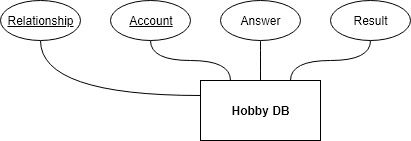 Relationship
Account
Answer
Result
Hobby DB